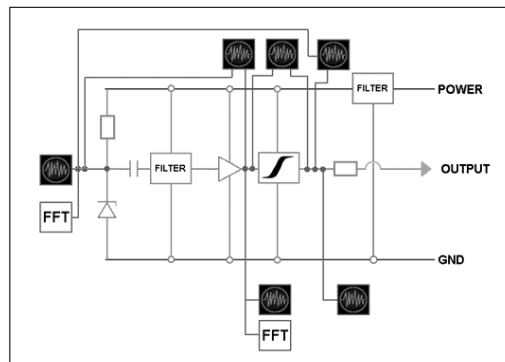 FILTER
POWER
FILTER
OUTPUT
FFT
GND
FFT